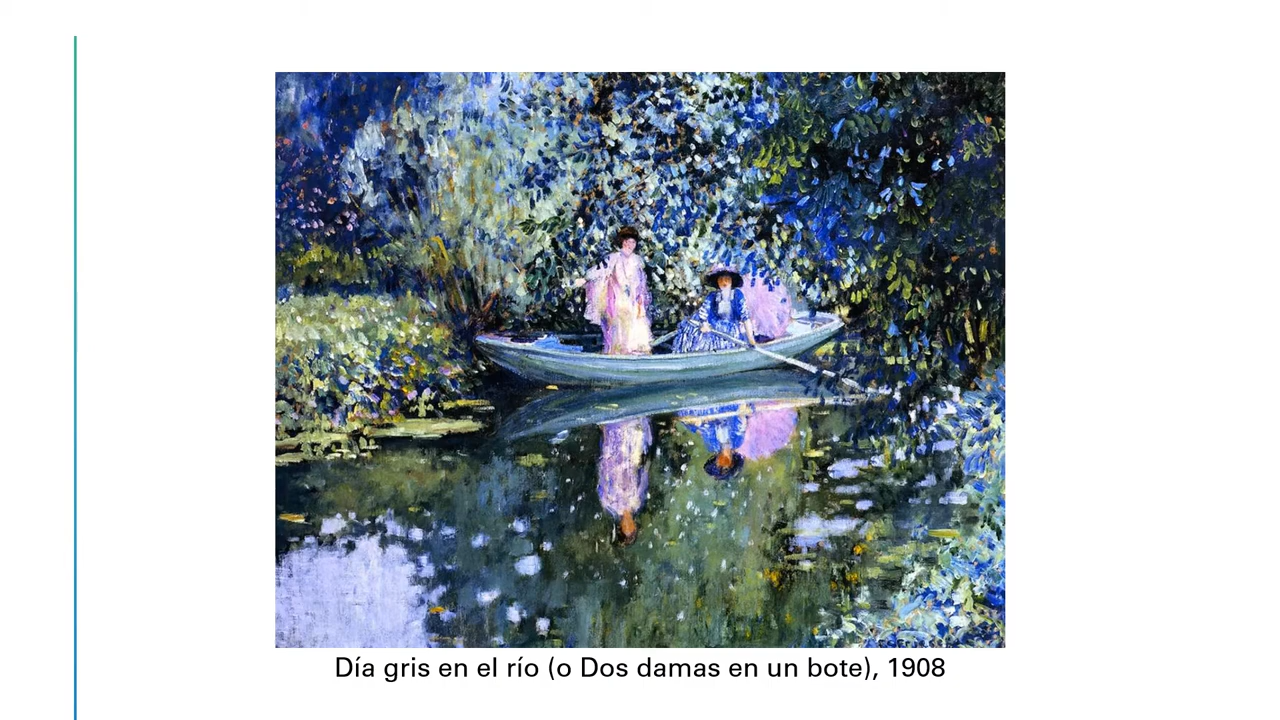 Día gris en el río (o Dos damas en un bote), 1908